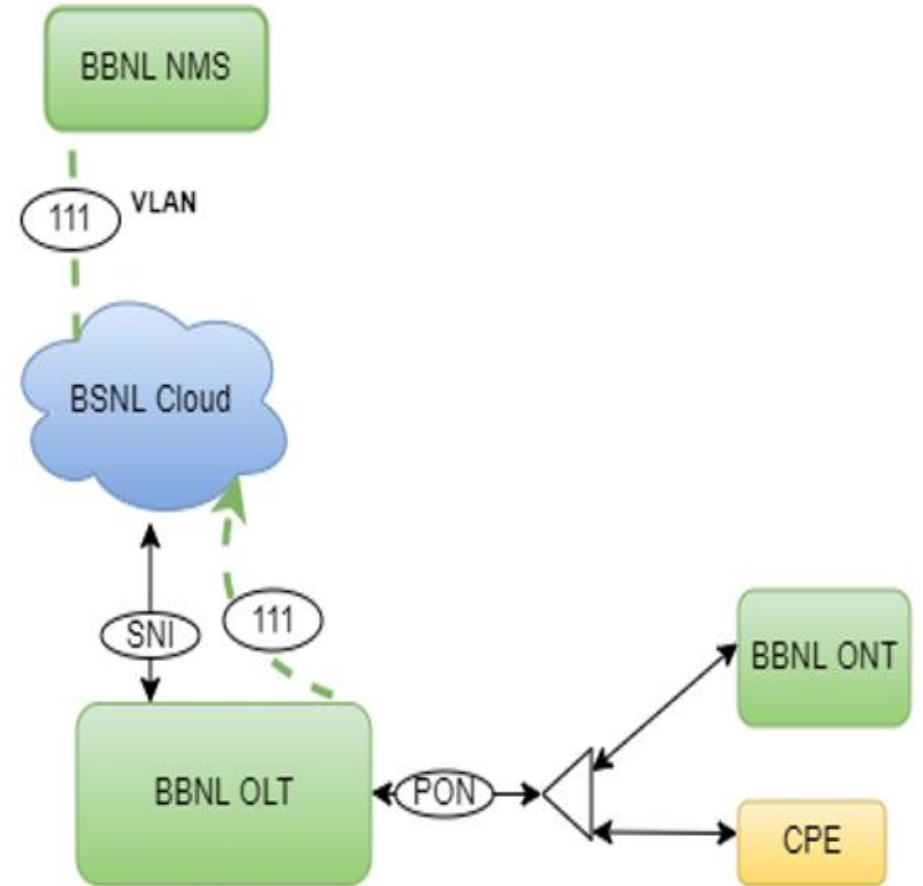 BBNL NMS
111
VLAN
BSNL Cloud
SNI
111
BBNL ONT
BBNL OLT
PON
CPE